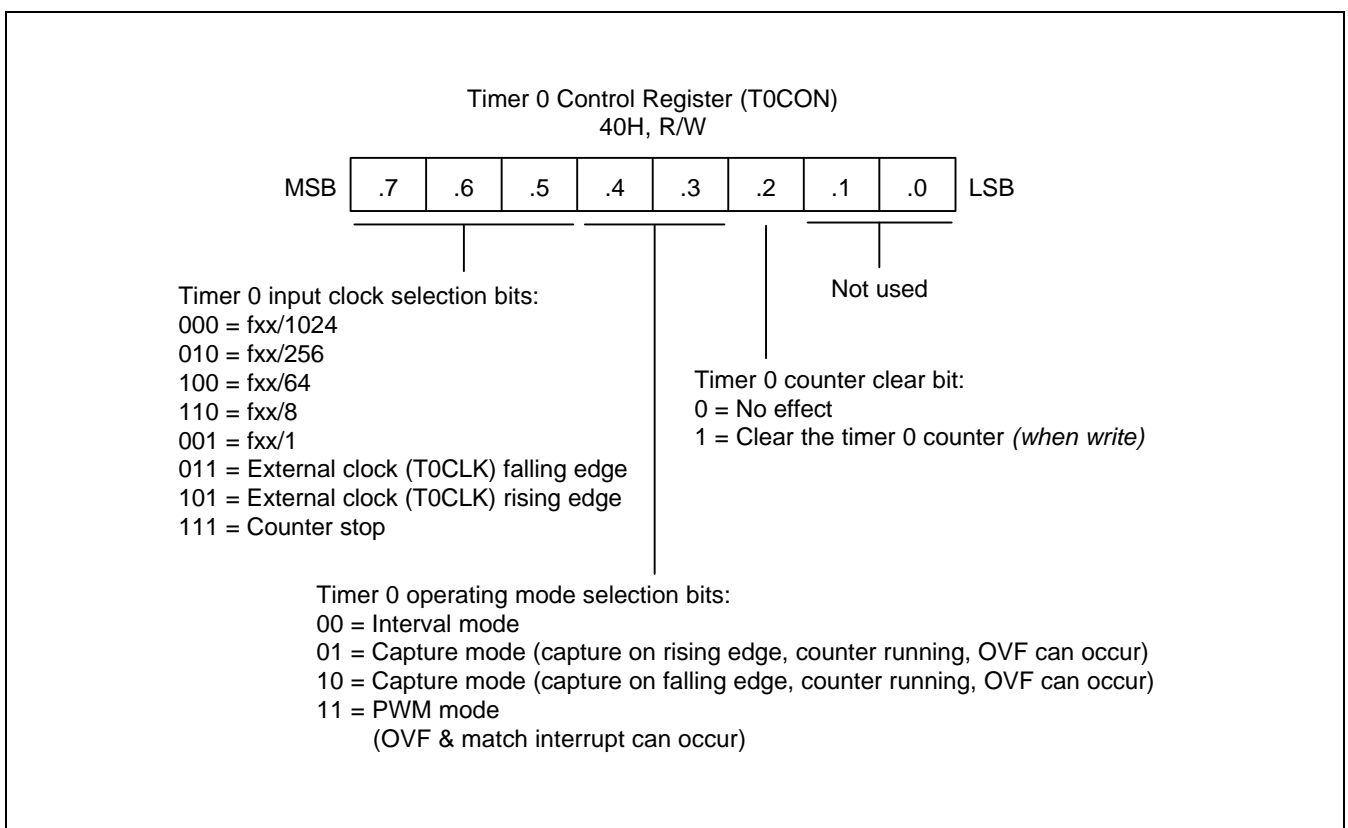 Timer 0 Control Register (T0CON)
40H, R/W
MSB .7 .6 .5 .4 .3 .2 .1 .0 LSB
Timer 0 input clock selection bits:
000 = fxx/1024
010 = fxx/256
100 = fxx/64
110 = fxx/8
001 = fxx/1
011 = External clock (T0CLK) falling edge
101 = External clock (T0CLK) rising edge
111 = Counter stop
Not used
Timer 0 counter clear bit:
0 = No effect
1 = Clear the timer 0 counter (when write)
Timer 0 operating mode selection bits:
00 = Interval mode
01 = Capture mode (capture on rising edge, counter running, OVF can occur)
10 = Capture mode (capture on falling edge, counter running, OVF can occur)
11 = PWM mode
(OVF & match interrupt can occur)